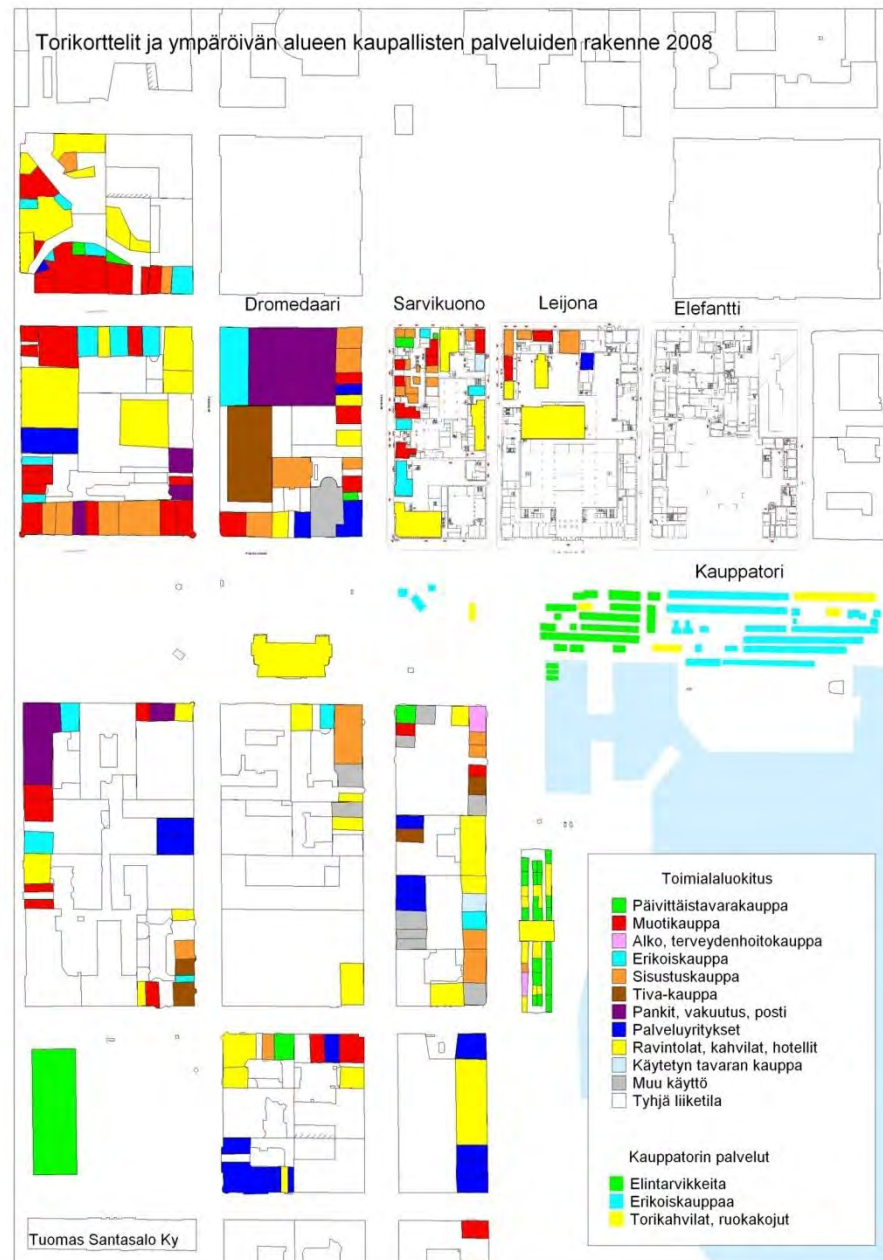 Torikorttelit ja ympäröivän alueen kaupallisten palveluiden rakenne 2008
Dromedaari
Sarvikuono
Leijona
Elefantti
Kauppatori
Toimialaluokitus
Päivittäistavarakauppa
Muotikauppa
Alko, terveydenhoitokauppa
Erikoiskauppa
Sisustuskauppa
Tiva-kauppa
Pankit, vakuutus, posti
Palveluyritykset
Ravintolat, kahvilat, hotellit
Käytetyn tavaran kauppa
Muu käyttö
Tyhjä liiketila
Kauppatorin palvelut
Elintarvikkeita
Erikoiskauppaa
Torikahvilat, ruokakojut
Tuomas Santasalo Ky